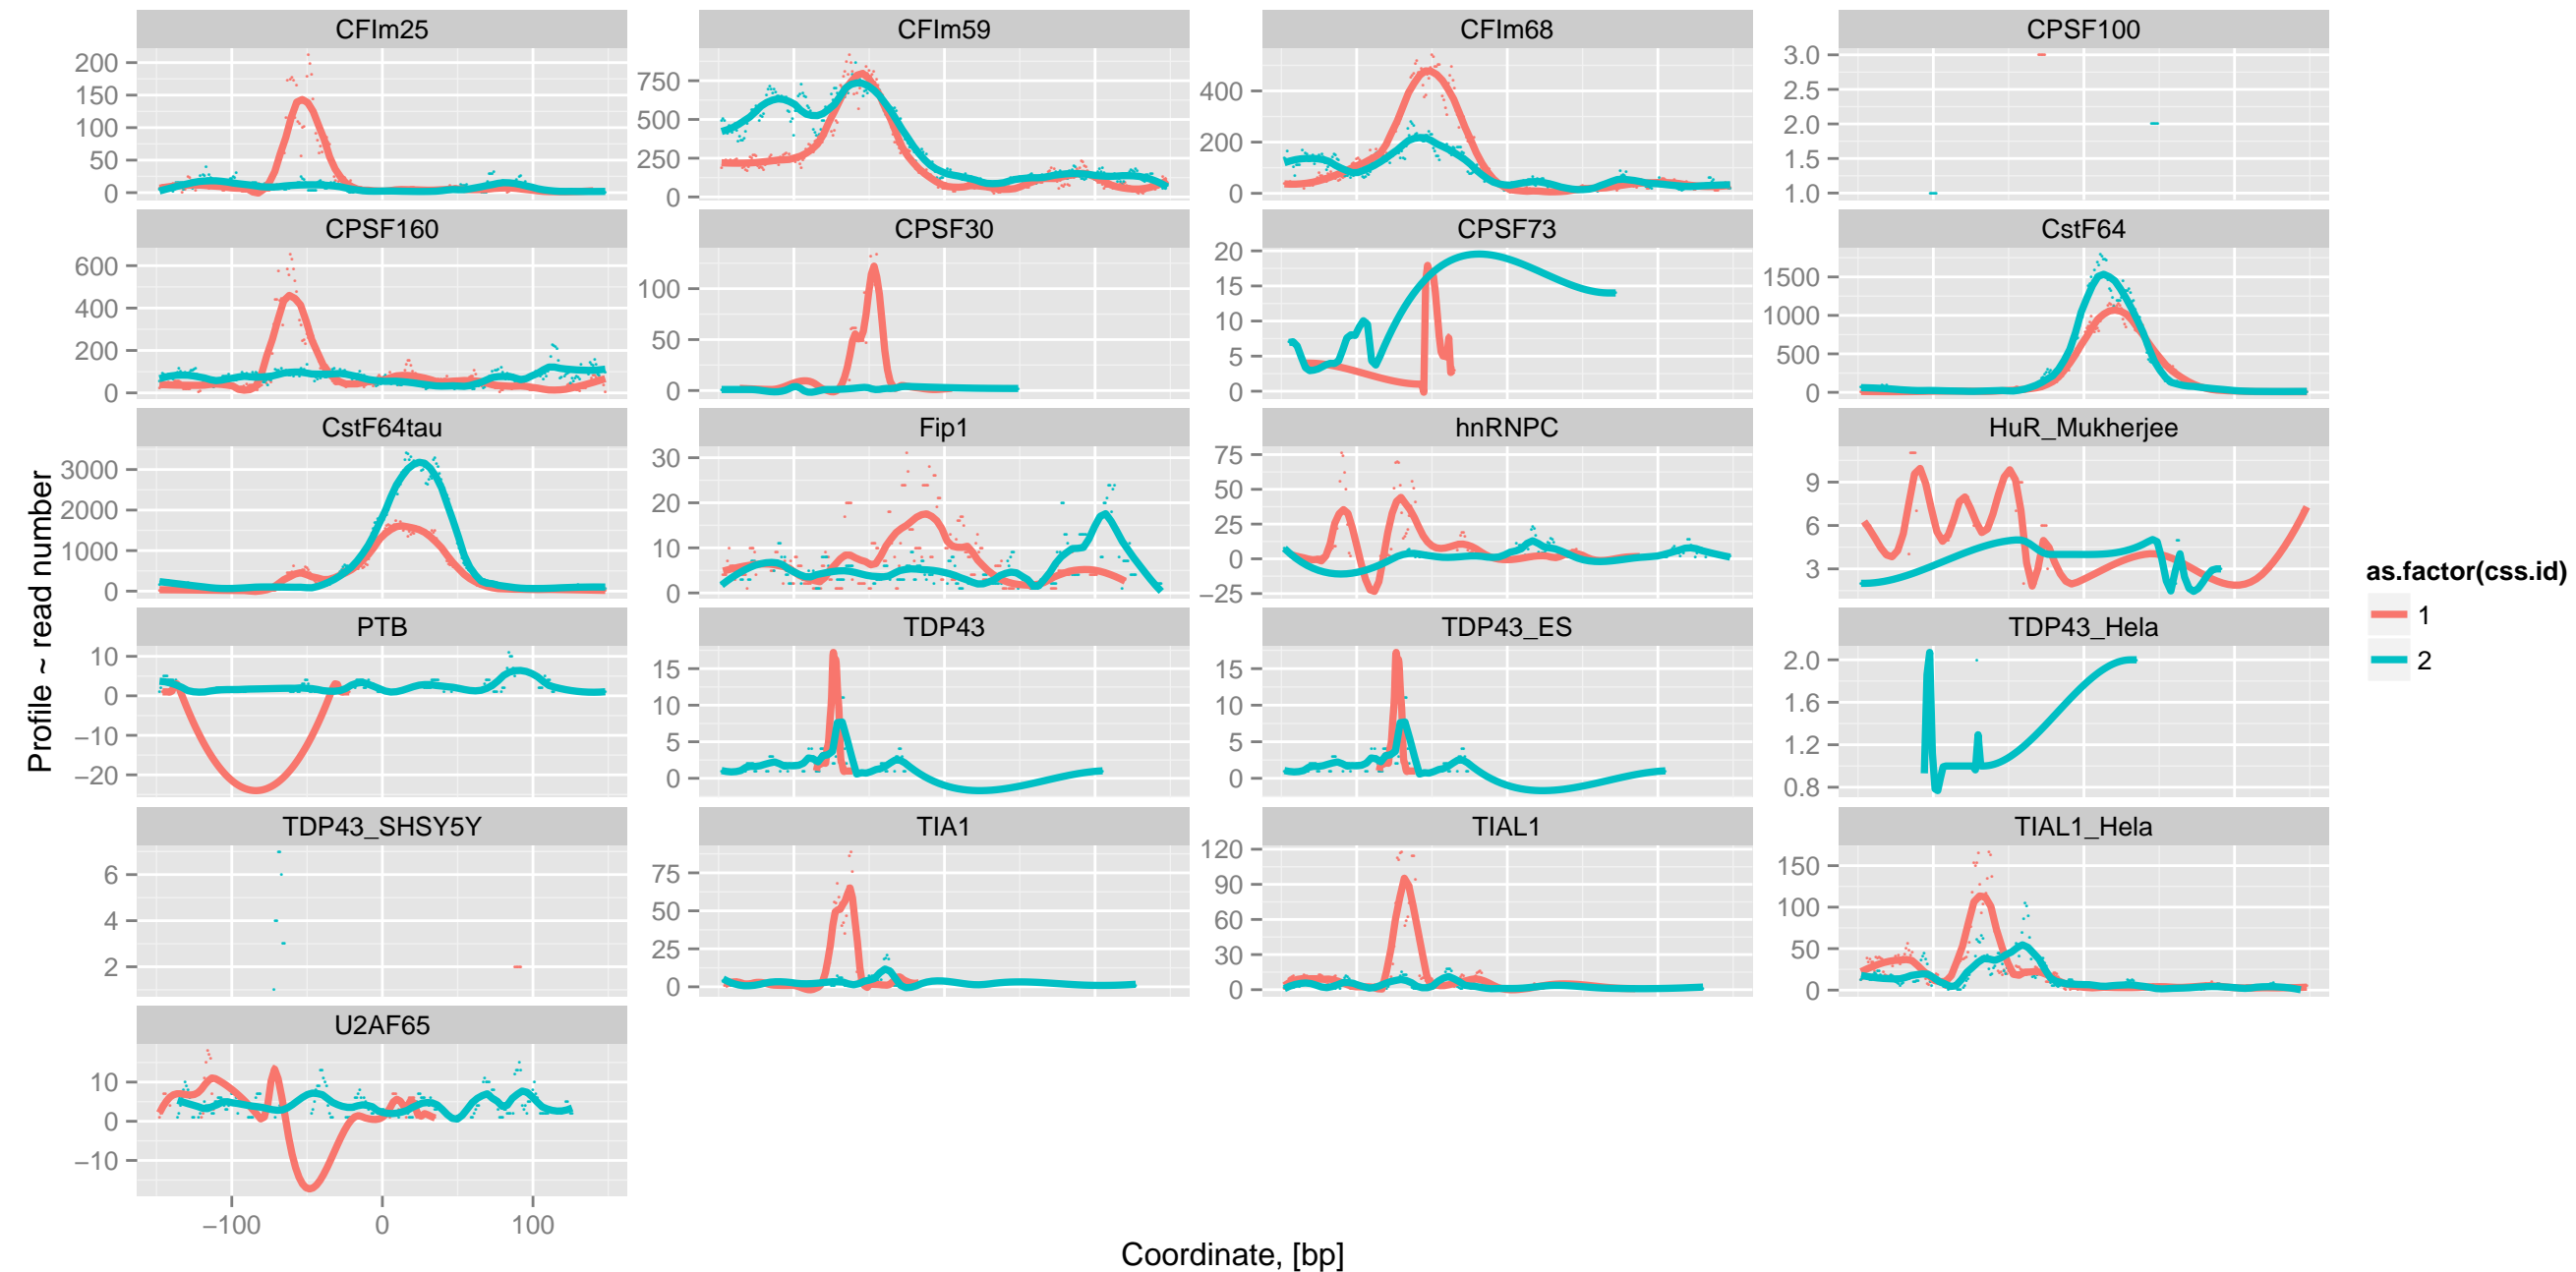 CFIm25 CFIm59 CFIm68 CPSF100
200 150 100 50 0
750 500 250 0
400 200 0
3.0 2.5 2.0 1.5 1.0
CPSF160 CPSF30 CPSF73 CstF64
600 400 200 0
100 50 0
20 15 10 5 0
1500 1000 500 0
CstF64tau Fip1 hnRNPC HuR_Mukherjee
3000 2000 1000 0
30 20 10 0
75 50 25 0 −25
9 6 3
PTB TDP43 TDP43_ES TDP43_Hela
10 0 −10 −20
15 10 5 0
15 10 5 0
2.0 1.6 1.2 0.8
TDP43_SHSY5Y TIA1 TIAL1 TIAL1_Hela
6 4 2
75 50 25 0
120 90 60 30 0
150 100 50 0
U2AF65
10 0 −10
−100 0 100
Coordinate, [bp]
Profile ~ read number
as.factor(css.id)
1
2